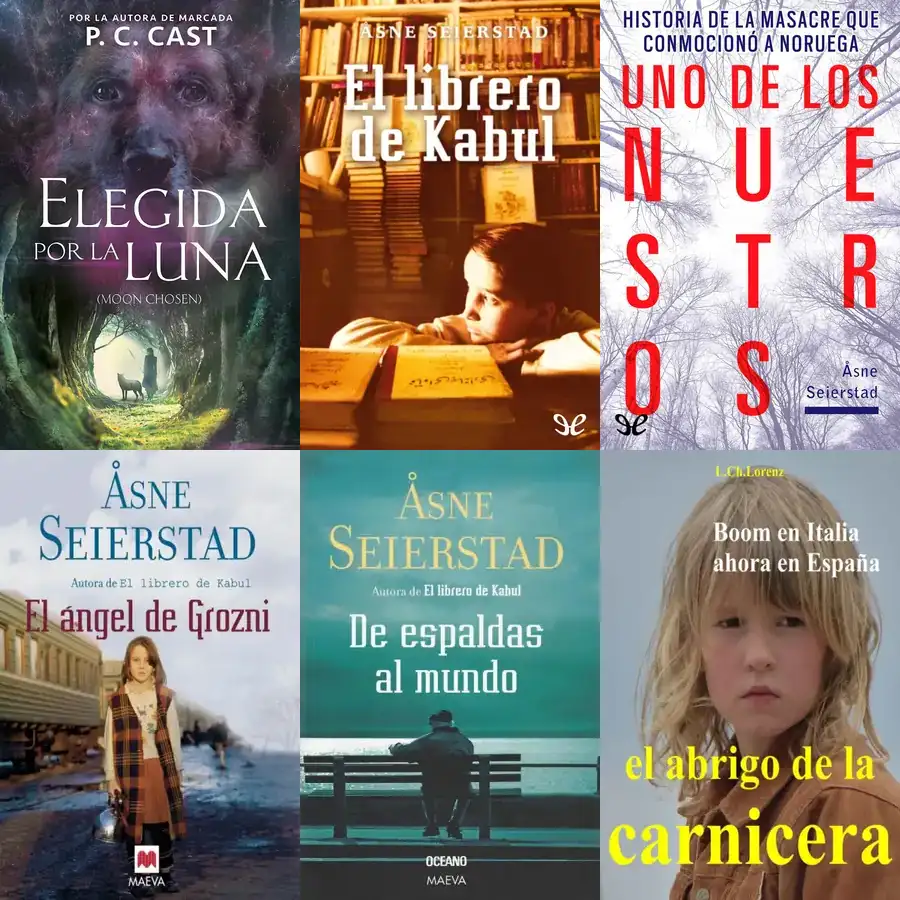 POR LA AUTORA DE MARCADA
P. C. CAST
ELEGIDA
POR LA LUNA
(MOON CHOSEN)
ÅSNE SEIERSTAD
El librero
de Kabul
HISTORIA DE LA MASACRE QUE
CONMOCIONÓ A NORUEGA
UNO DE LOS
NUE
STR
OS
Åsne
Seierstad
ÅSNE
SEIERSTAD
Autora de El librero de Kabul
El ángel de Grozni
MAEVA
ÅSNE
SEIERSTAD
Autora de El librero de Kabul
De espaldas
al mundo
OCEANO
MAEVA
L.Ch.Lorenz
Boom en Italia
ahora en España
el abrigo de la
carnicera